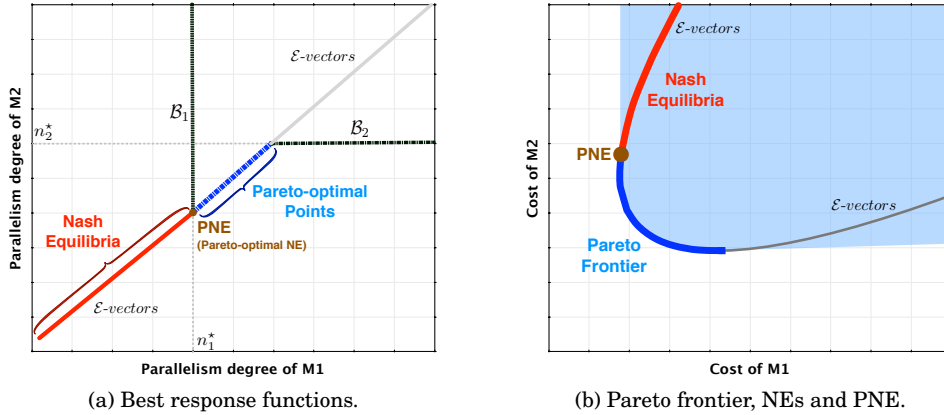 Parallelism degree of M2
ℰ-vectors
ℬ₁
ℬ₂
n₂⋆
Pareto-optimal
Points
Nash
Equilibria
PNE
(Pareto-optimal NE)
ℰ-vectors
n₁⋆
Parallelism degree of M1
(a) Best response functions.
Cost of M2
ℰ-vectors
Nash
Equilibria
PNE
ℰ-vectors
Pareto
Frontier
Cost of M1
(b) Pareto frontier, NEs and PNE.